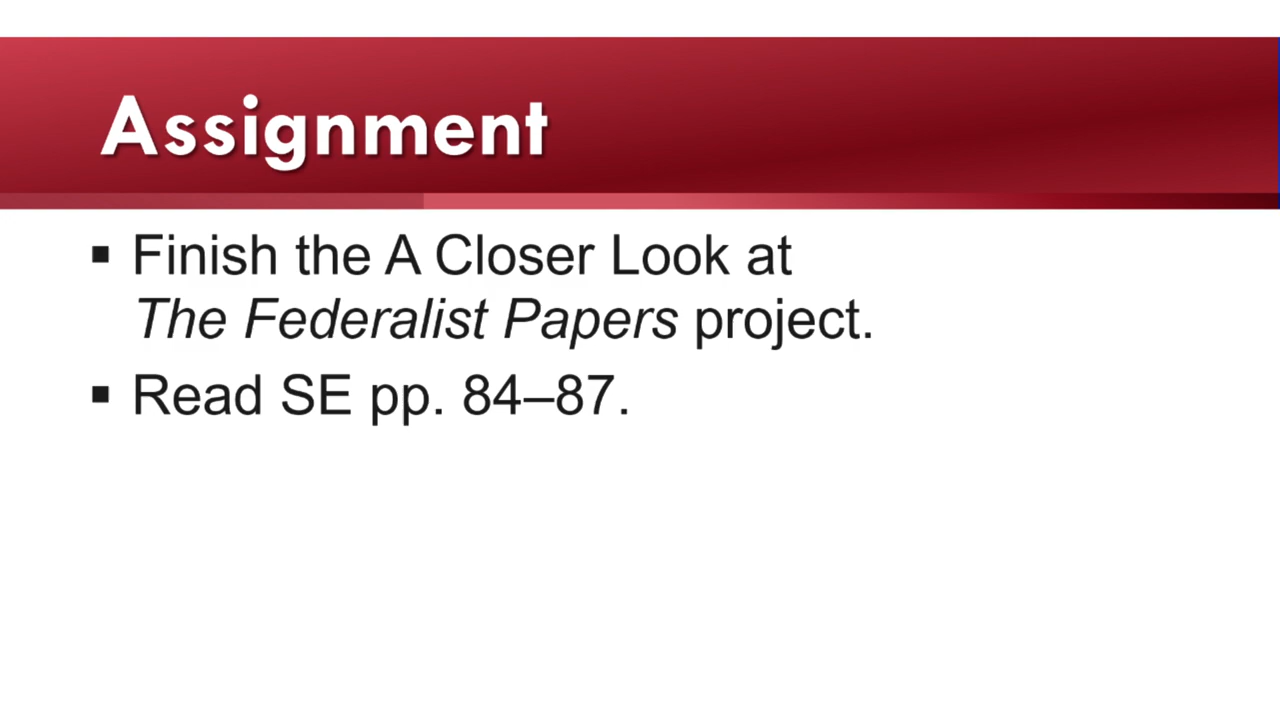 Assignment
▪ Finish the A Closer Look at
The Federalist Papers project.
▪ Read SE pp. 84–87.